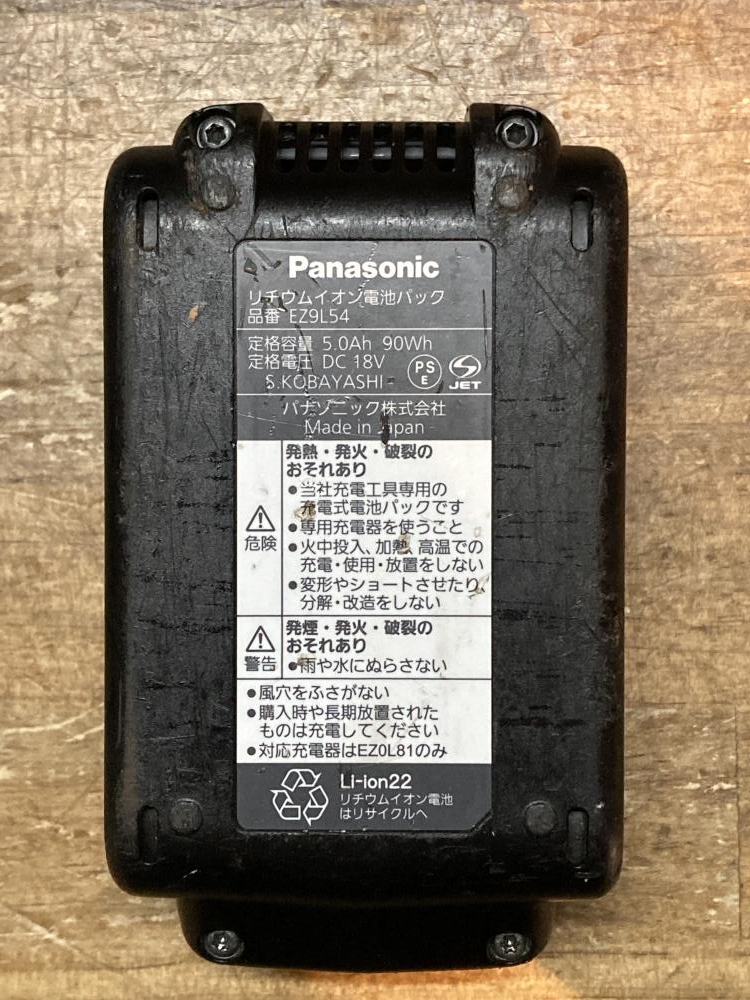 Panasonic
リチウムイオン電池パック
品番 EZ9L54
定格容量 5.0Ah 90Wh
定格電圧 DC 18V
S.KOBAYASHI
PS
E
JET
パナソニック株式会社
Made in Japan
発熱・発火・破裂の
おそれあり
●当社充電工具専用の
充電式電池パックです
●専用充電器を使うこと
●火中投入、加熱、高温での
充電・使用・放置をしない
●変形やショートさせたり、
分解・改造をしない
危険
発煙・発火・破裂の
おそれあり
●雨や水にぬらさない
警告
●風穴をふさがない
●購入時や長期放置された
ものは充電してください
●対応充電器はEZ0L81のみ
Li-ion22
リチウムイオン電池
はリサイクルへ